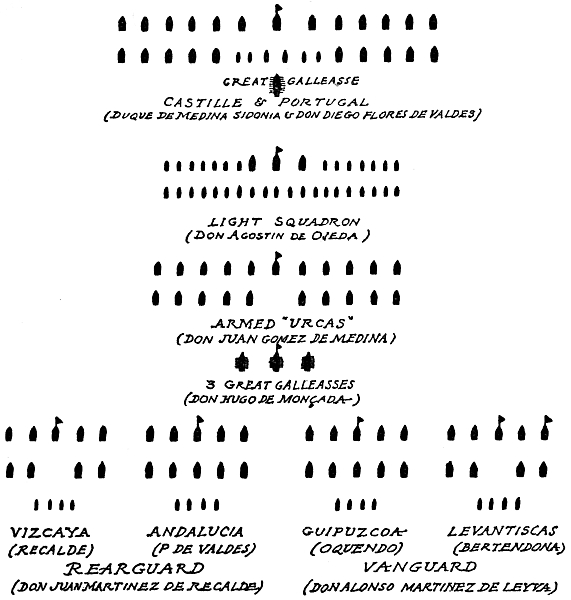 GREAT GALLEASSE
CASTILLE & PORTUGAL
(DUQUE DE MEDINA SIDONIA & DON DIEGO FLORES DE VALDES)
LIGHT SQUADRON
(DON AGOSTIN DE OJEDA)
ARMED "URCAS"
(DON JUAN GOMEZ DE MEDINA)
3 GREAT GALLEASSES
(DON HUGO DE MONÇADA)
VIZCAYA ANDALUCIA GUIPUZCOA LEVANTISCAS
(RECALDE) (P DE VALDES) (OQUENDO) (BERTENDONA)
REARGUARD VANGUARD
(DON JUAN MARTINEZ DE RECALDE) (DON ALONSO MARTINEZ DE LEYVA)